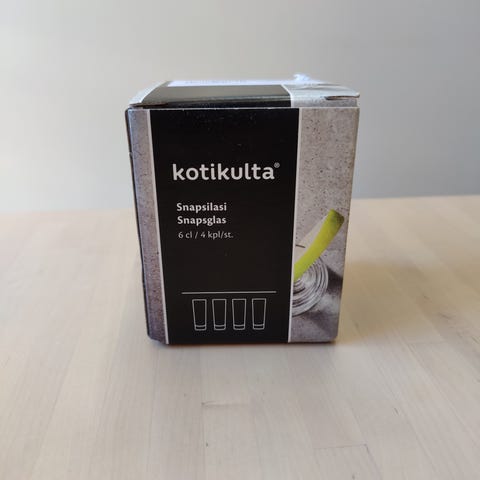 kotikulta®
Snapsilasi
Snapsglas
6 cl / 4 kpl/st.